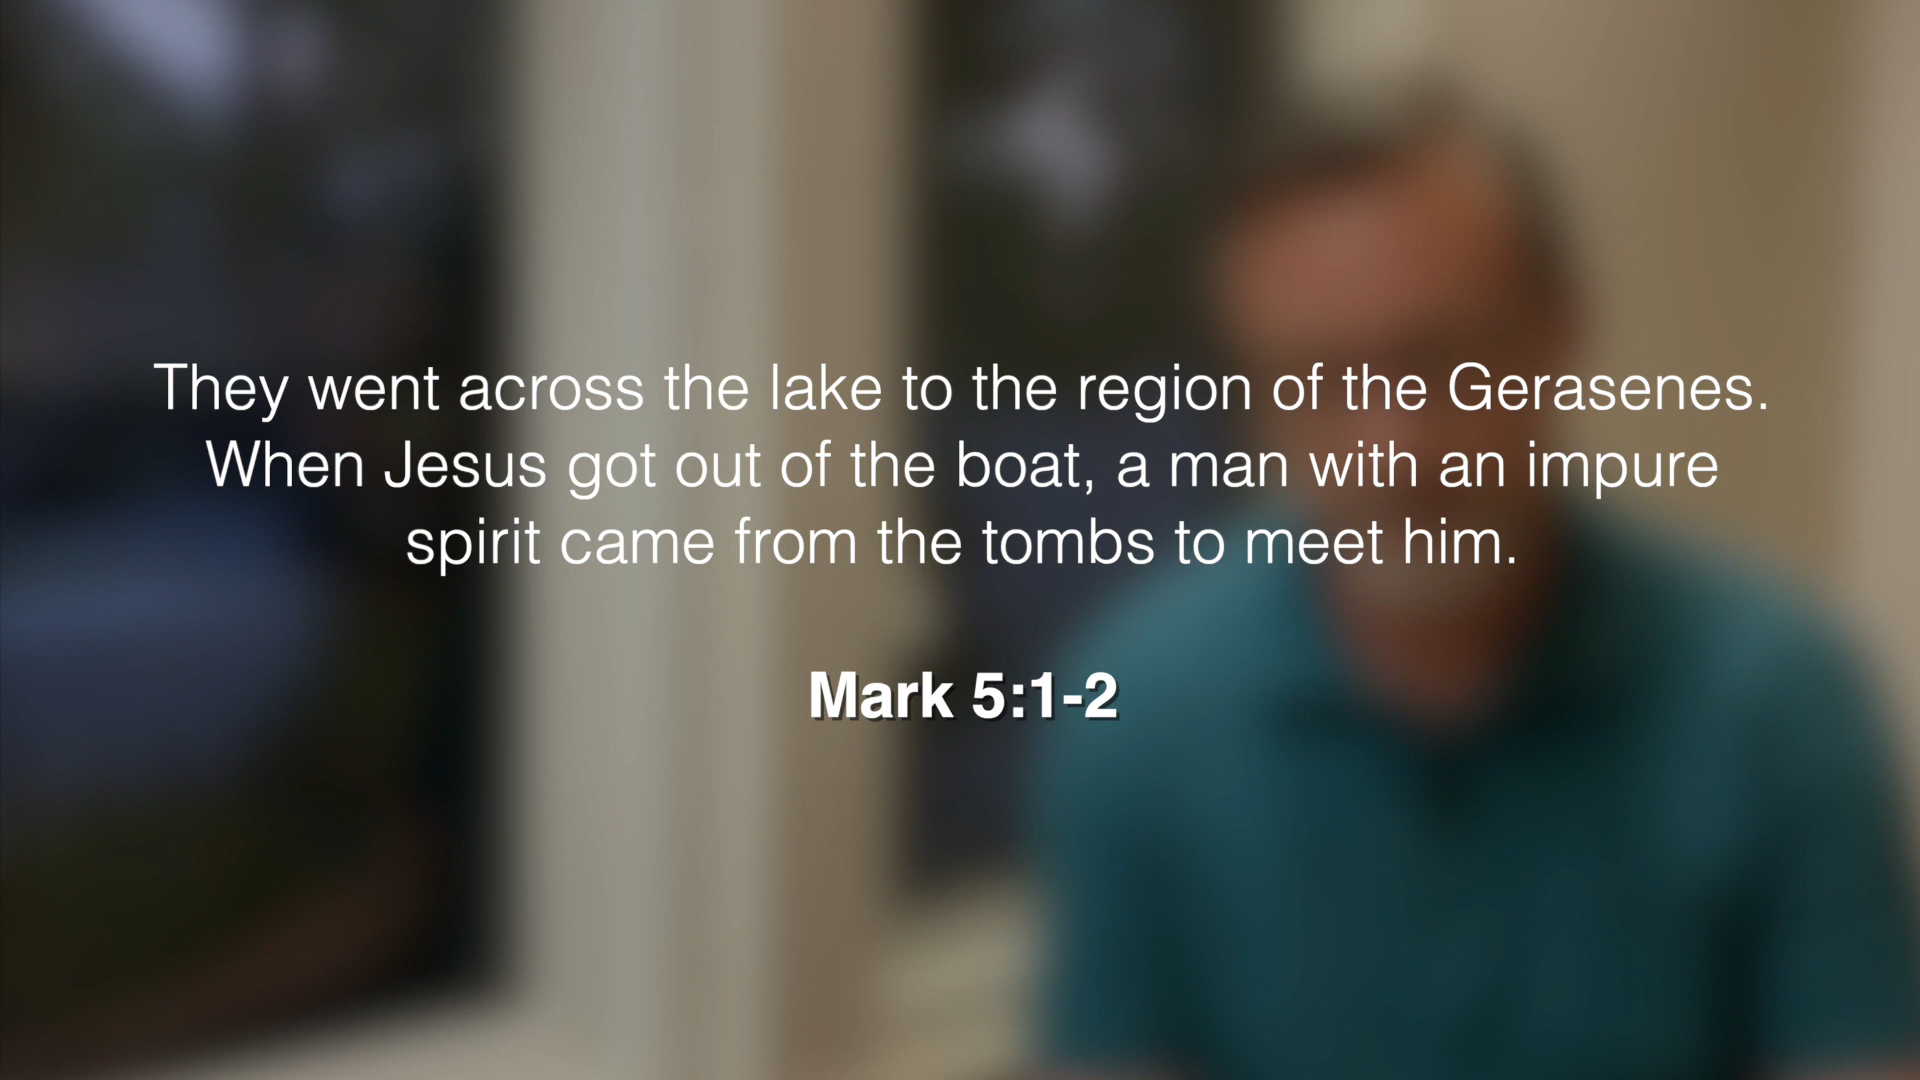 They went across the lake to the region of the Gerasenes.
When Jesus got out of the boat, a man with an impure
spirit came from the tombs to meet him.
Mark 5:1-2